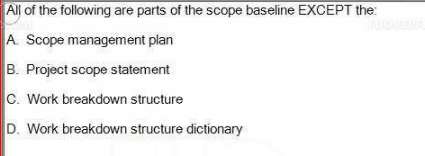 All of the following are parts of the scope baseline EXCEPT the:
A. Scope management plan
B. Project scope statement
C. Work breakdown structure
D. Work breakdown structure dictionary